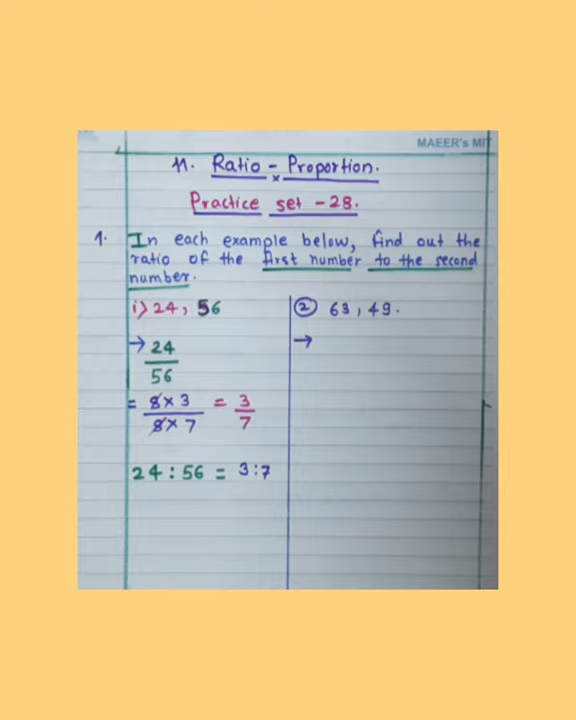 MAEER's MIT
11. Ratio - Proportion.
Practice set - 28.
1. In each example below, find out the
ratio of the first number to the second
number.
i) 24, 56
→ 24
56
= 8 × 3 = 3
8 × 7 7
24 : 56 = 3:7
② 63, 49.
→